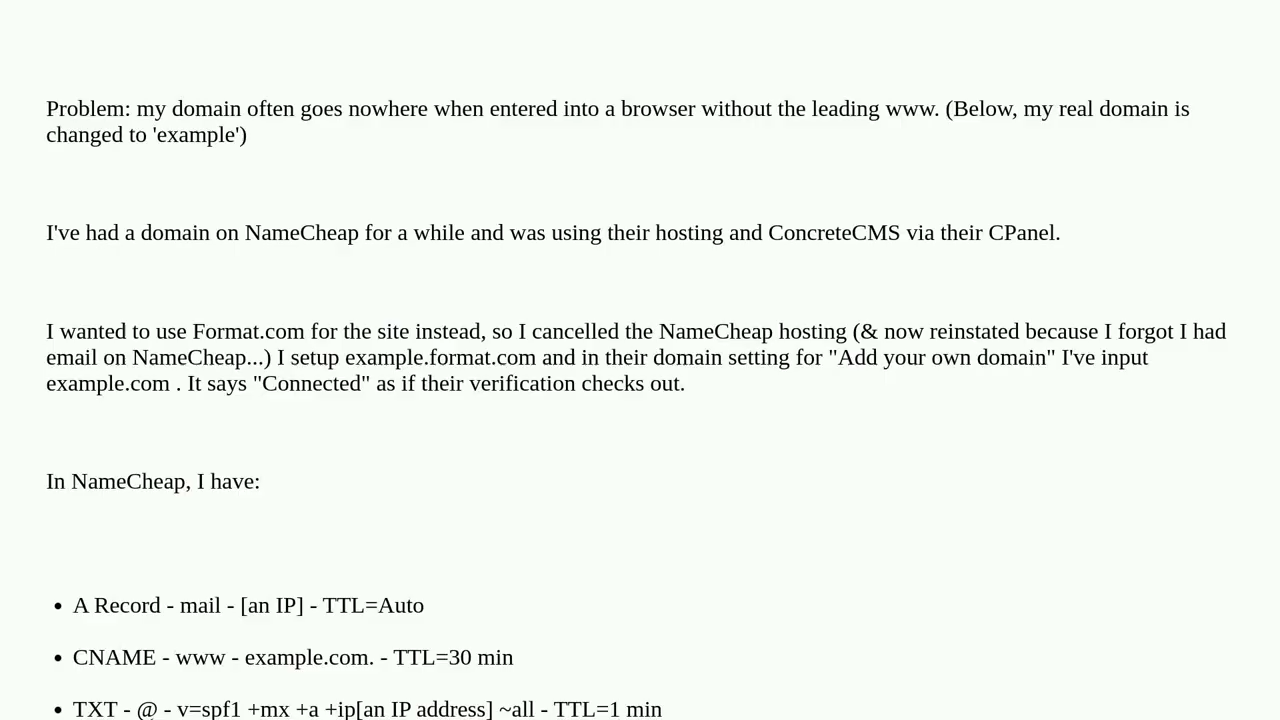 Problem: my domain often goes nowhere when entered into a browser without the leading www. (Below, my real domain is
changed to 'example')
I've had a domain on NameCheap for a while and was using their hosting and ConcreteCMS via their CPanel.
I wanted to use Format.com for the site instead, so I cancelled the NameCheap hosting (& now reinstated because I forgot I had
email on NameCheap...) I setup example.format.com and in their domain setting for "Add your own domain" I've input
example.com . It says "Connected" as if their verification checks out.
In NameCheap, I have:
• A Record - mail - [an IP] - TTL=Auto
• CNAME - www - example.com. - TTL=30 min
• TXT - @ - v=spf1 +mx +a +ip[an IP address] ~all - TTL=1 min